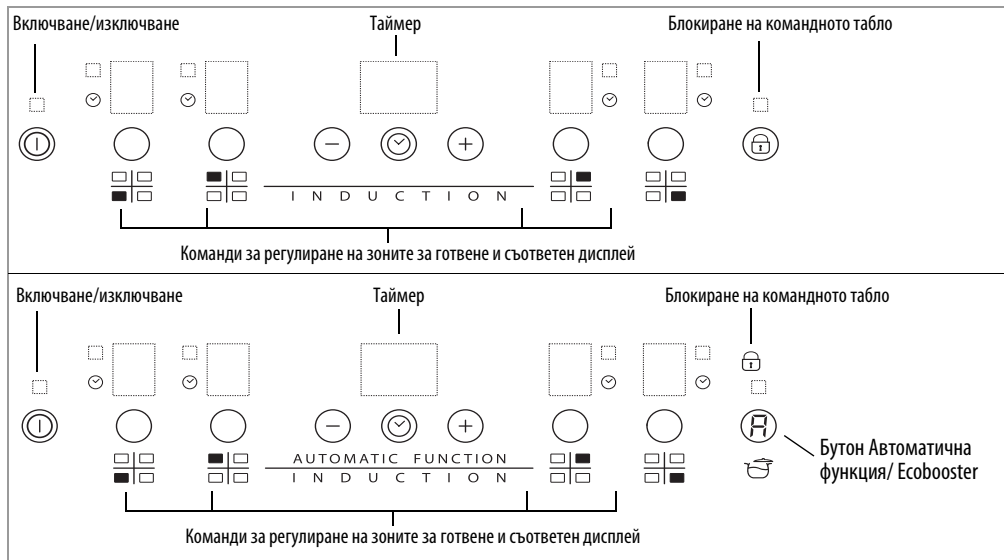 Включване/изключване
Таймер
Блокиране на командното табло
INDUCTION
Команди за регулиране на зоните за готвене и съответен дисплей
Включване/изключване
Таймер
Блокиране на командното табло
A
AUTOMATIC FUNCTION
INDUCTION
Бутон Автоматична
функция/ Ecobooster
Команди за регулиране на зоните за готвене и съответен дисплей